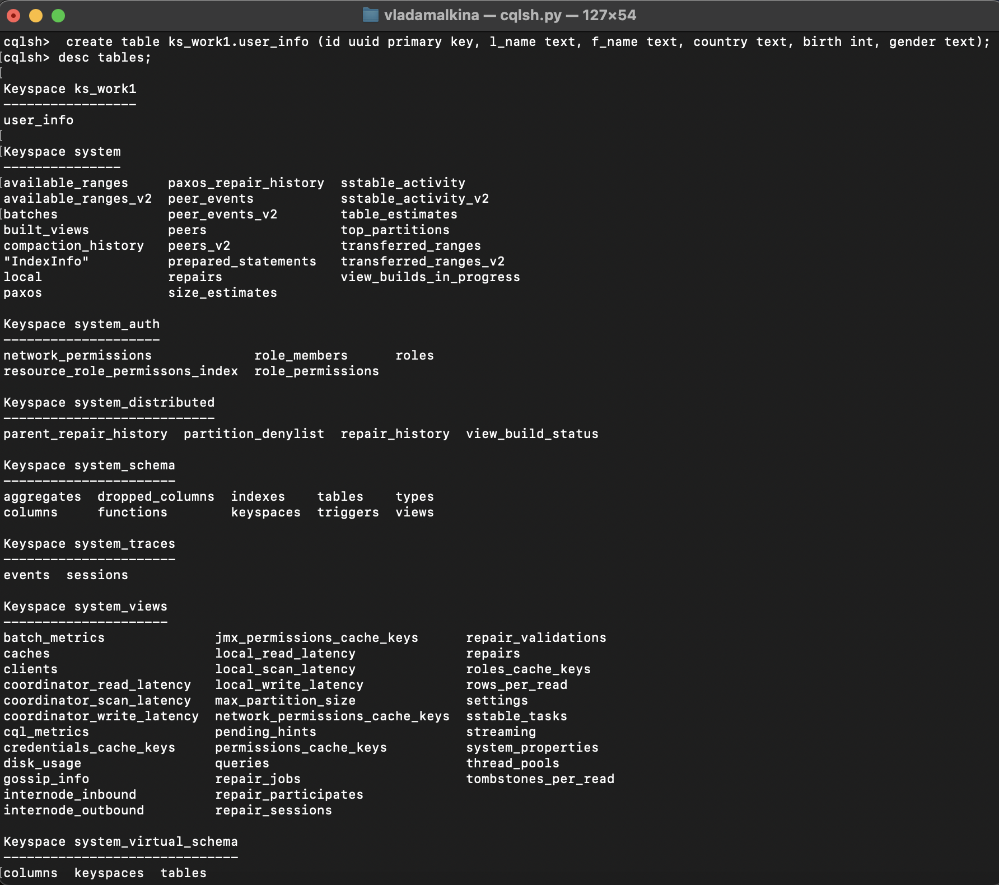 vladamalkina — cqlsh.py — 127×54
cqlsh>  create table ks_work1.user_info (id uuid primary key, l_name text, f_name text, country text, birth int, gender text);
[cqlsh> desc tables;
[
Keyspace ks_work1
-----------------
user_info
[
[Keyspace system
---------------
[available_ranges     paxos_repair_history  sstable_activity
available_ranges_v2  peer_events           sstable_activity_v2
[batches              peer_events_v2        table_estimates
built_views          peers                 top_partitions
compaction_history   peers_v2              transferred_ranges
"IndexInfo"          prepared_statements   transferred_ranges_v2
local                repairs               view_builds_in_progress
paxos                size_estimates
Keyspace system_auth
--------------------
network_permissions             role_members      roles
resource_role_permissons_index  role_permissions
Keyspace system_distributed
---------------------------
parent_repair_history  partition_denylist  repair_history  view_build_status
Keyspace system_schema
----------------------
aggregates  dropped_columns  indexes    tables    types
columns     functions        keyspaces  triggers  views
Keyspace system_traces
----------------------
events  sessions
Keyspace system_views
---------------------
batch_metrics              jmx_permissions_cache_keys      repair_validations
caches                     local_read_latency              repairs
clients                    local_scan_latency              roles_cache_keys
coordinator_read_latency   local_write_latency             rows_per_read
coordinator_scan_latency   max_partition_size              settings
coordinator_write_latency  network_permissions_cache_keys  sstable_tasks
cql_metrics                pending_hints                   streaming
credentials_cache_keys     permissions_cache_keys          system_properties
disk_usage                 queries                         thread_pools
gossip_info                repair_jobs                     tombstones_per_read
internode_inbound          repair_participates
internode_outbound         repair_sessions
Keyspace system_virtual_schema
------------------------------
[columns  keyspaces  tables